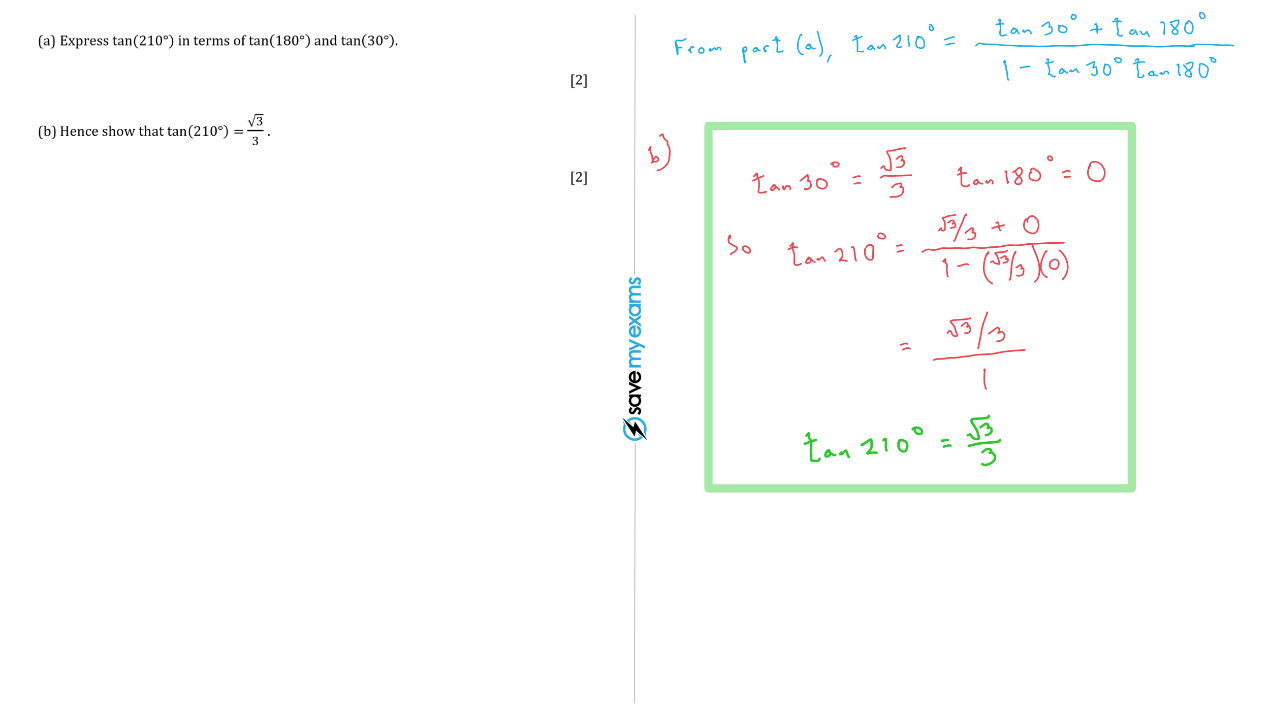 (a) Express tan(210°) in terms of tan(180°) and tan(30°).
[2]
(b) Hence show that tan(210°) = √3/3 .
[2]
savemyexams
From part (a), tan 210° = (tan 30° + tan 180°)/(1 - tan 30° tan 180°)
b)
tan 30° = √3/3 tan 180° = 0
So tan 210° = (√3/3 + 0)/(1 - (√3/3)(0))
= (√3/3)/1
tan 210° = √3/3